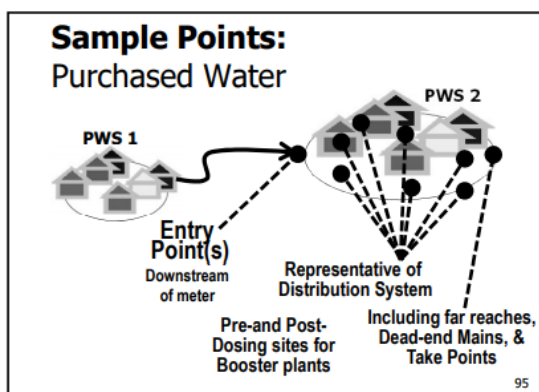 Sample Points:
Purchased Water
PWS 2
PWS 1
Entry
Point(s)
Downstream
of meter
Representative of
Distribution System
Pre-and Post-
Dosing sites for
Booster plants
Including far reaches,
Dead-end Mains, &
Take Points
95